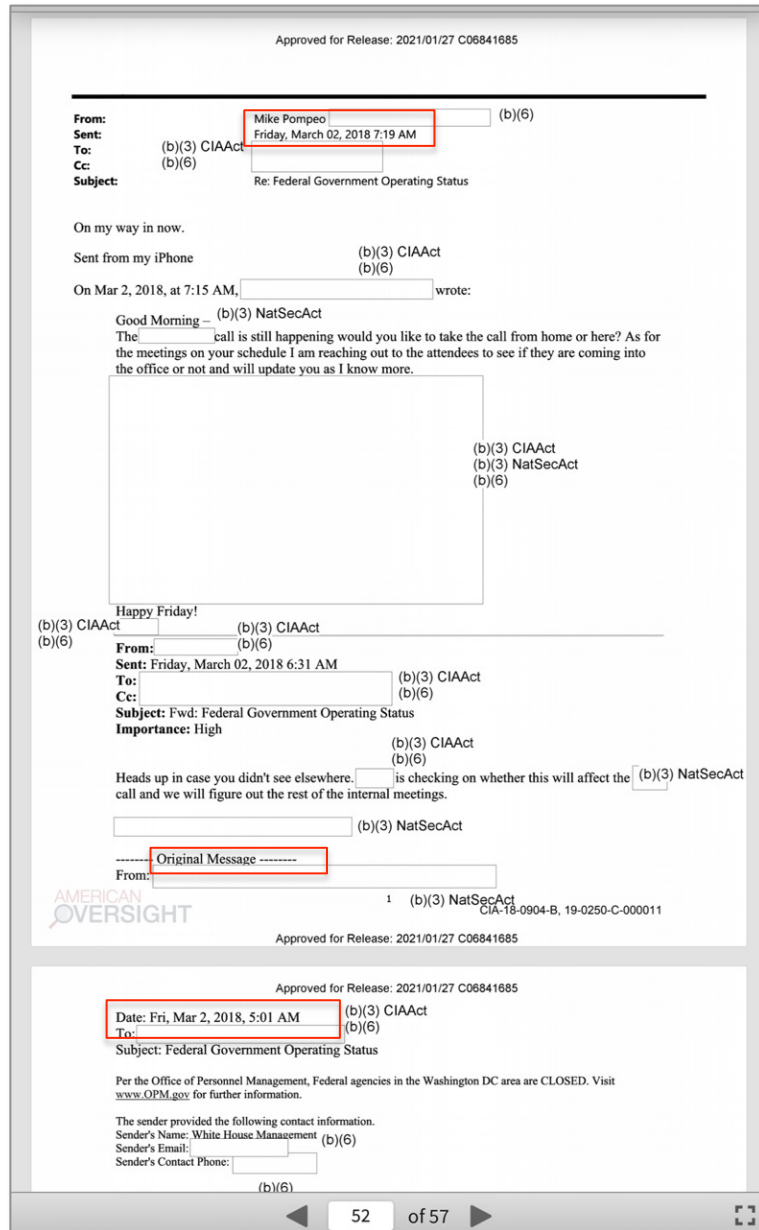 Approved for Release: 2021/01/27 C06841685
From: Mike Pompeo (b)(6)
Sent: Friday, March 02, 2018 7:19 AM
To: (b)(3) CIAAct
Cc: (b)(6)
Subject: Re: Federal Government Operating Status
On my way in now.
Sent from my iPhone (b)(3) CIAAct
(b)(6)
On Mar 2, 2018, at 7:15 AM, wrote:
Good Morning – (b)(3) NatSecAct
The call is still happening would you like to take the call from home or here? As for
the meetings on your schedule I am reaching out to the attendees to see if they are coming into
the office or not and will update you as I know more.
(b)(3) CIAAct
(b)(3) NatSecAct
(b)(6)
Happy Friday!
(b)(3) CIAAct (b)(3) CIAAct
(b)(6) From: (b)(6)
Sent: Friday, March 02, 2018 6:31 AM
To: (b)(3) CIAAct
Cc: (b)(6)
Subject: Fwd: Federal Government Operating Status
Importance: High
(b)(3) CIAAct
(b)(6)
Heads up in case you didn't see elsewhere. is checking on whether this will affect the (b)(3) NatSecAct
call and we will figure out the rest of the internal meetings.
(b)(3) NatSecAct
-------- Original Message --------
From:
1 (b)(3) NatSecAct
AMERICAN
OVERSIGHT
CIA-18-0904-B, 19-0250-C-000011
Approved for Release: 2021/01/27 C06841685
Approved for Release: 2021/01/27 C06841685
Date: Fri, Mar 2, 2018, 5:01 AM (b)(3) CIAAct
To: (b)(6)
Subject: Federal Government Operating Status
Per the Office of Personnel Management, Federal agencies in the Washington DC area are CLOSED. Visit
www.OPM.gov for further information.
The sender provided the following contact information.
Sender's Name: White House Management (b)(6)
Sender's Email:
Sender's Contact Phone:
(b)(6)
52 of 57